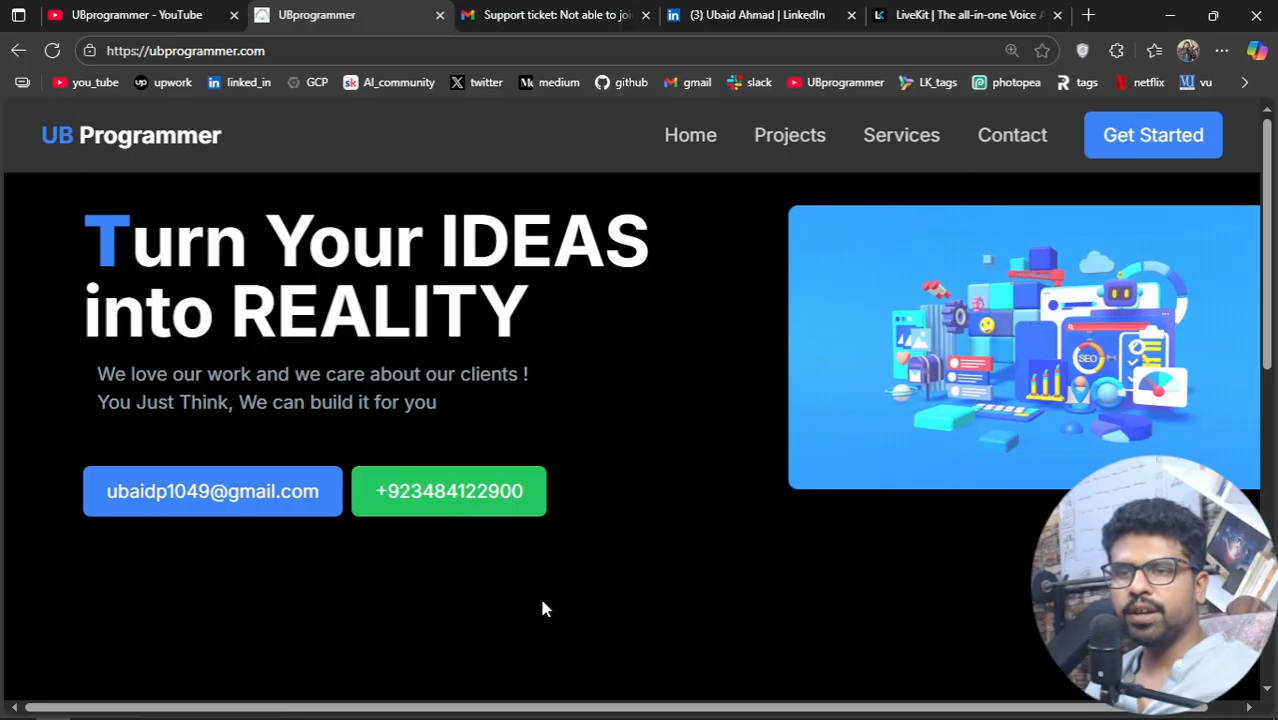 UBprogrammer - YouTube
UBprogrammer
Support ticket: Not able to joi
(3) Ubaid Ahmad | LinkedIn
LiveKit | The all-in-one Voice A
https://ubprogrammer.com
you_tube
upwork
linked_in
GCP
AI_community
twitter
medium
github
gmail
slack
UBprogrammer
LK_tags
photopea
tags
netflix
vu
UB Programmer
Home
Projects
Services
Contact
Get Started
Turn Your IDEAS
into REALITY
We love our work and we care about our clients !
You Just Think, We can build it for you
SEO
ubaidp1049@gmail.com
+923484122900